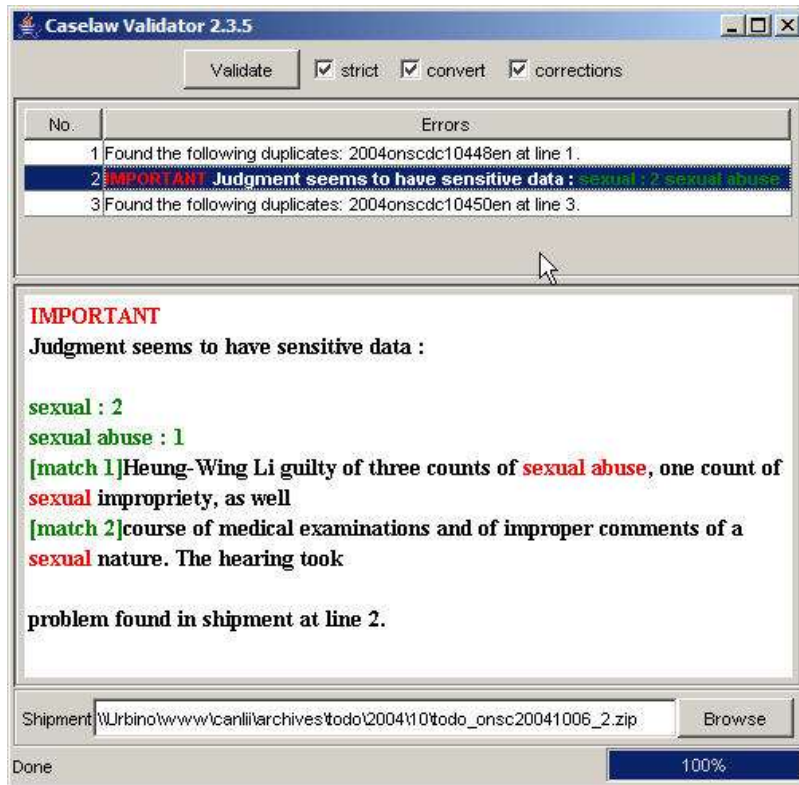 Caselaw Validator 2.3.5
Validate strict convert corrections
No. Errors
1 Found the following duplicates: 2004onscdc10448en at line 1.
2 IMPORTANT Judgment seems to have sensitive data : sexual : 2 sexual abuse
3 Found the following duplicates: 2004onscdc10450en at line 3.
IMPORTANT
Judgment seems to have sensitive data :
sexual : 2
sexual abuse : 1
[match 1]Heung-Wing Li guilty of three counts of sexual abuse, one count of
sexual impropriety, as well
[match 2]course of medical examinations and of improper comments of a
sexual nature. The hearing took
problem found in shipment at line 2.
Shipment \\Urbino\www\canlii\archives\todo\2004\10\todo_onsc20041006_2.zip Browse
Done 100%